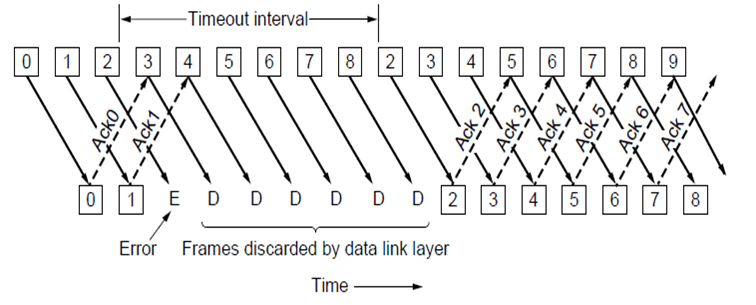 Timeout interval
0 1 2 3 4 5 6 7 8 2 3 4 5 6 7 8 9
Ack0 Ack1 Ack 2 Ack 3 Ack 4 Ack 5 Ack 6 Ack 7
0 1 E D D D D D D 2 3 4 5 6 7 8
Error Frames discarded by data link layer
Time